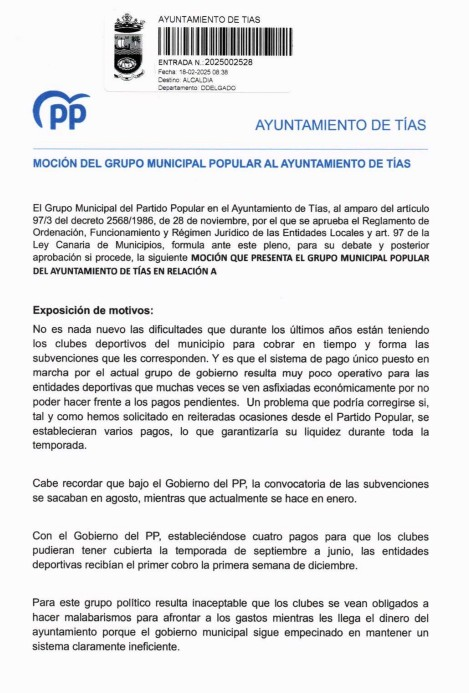 AYUNTAMIENTO DE TIAS
ENTRADA N.: 2025002528
Fecha: 18-02-2025 08:38
Destino: ALCALDIA
Departamento: DDELGADO
PP
AYUNTAMIENTO DE TÍAS
MOCIÓN DEL GRUPO MUNICIPAL POPULAR AL AYUNTAMIENTO DE TÍAS
El Grupo Municipal del Partido Popular en el Ayuntamiento de Tías, al amparo del artículo
97/3 del decreto 2568/1986, de 28 de noviembre, por el que se aprueba el Reglamento de
Ordenación, Funcionamiento y Régimen Jurídico de las Entidades Locales y art. 97 de la
Ley Canaria de Municipios, formula ante este pleno, para su debate y posterior
aprobación si procede, la siguiente MOCIÓN QUE PRESENTA EL GRUPO MUNICIPAL POPULAR
DEL AYUNTAMIENTO DE TÍAS EN RELACIÓN A
Exposición de motivos:
No es nada nuevo las dificultades que durante los últimos años están teniendo
los clubes deportivos del municipio para cobrar en tiempo y forma las
subvenciones que les corresponden. Y es que el sistema de pago único puesto en
marcha por el actual grupo de gobierno resulta muy poco operativo para las
entidades deportivas que muchas veces se ven asfixiadas económicamente por no
poder hacer frente a los pagos pendientes. Un problema que podría corregirse si,
tal y como hemos solicitado en reiteradas ocasiones desde el Partido Popular, se
establecieran varios pagos, lo que garantizaría su liquidez durante toda la
temporada.
Cabe recordar que bajo el Gobierno del PP, la convocatoria de las subvenciones
se sacaban en agosto, mientras que actualmente se hace en enero.
Con el Gobierno del PP, estableciéndose cuatro pagos para que los clubes
pudieran tener cubierta la temporada de septiembre a junio, las entidades
deportivas recibían el primer cobro la primera semana de diciembre.
Para este grupo político resulta inaceptable que los clubes se vean obligados a
hacer malabarismos para afrontar a los gastos mientras les llega el dinero del
ayuntamiento porque el gobierno municipal sigue empecinado en mantener un
sistema claramente ineficiente.